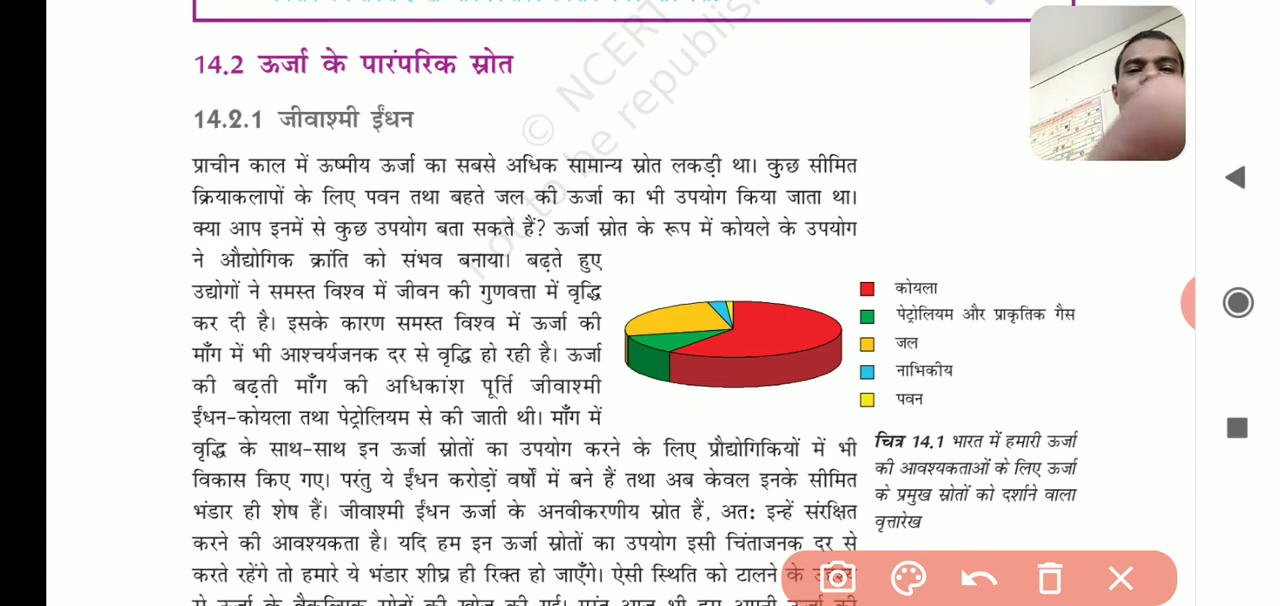 14.2 ऊर्जा के पारंपरिक स्रोत
14.2.1 जीवाश्मी ईंधन
प्राचीन काल में ऊष्मीय ऊर्जा का सबसे अधिक सामान्य स्रोत लकड़ी था। कुछ सीमित
क्रियाकलापों के लिए पवन तथा बहते जल की ऊर्जा का भी उपयोग किया जाता था।
क्या आप इनमें से कुछ उपयोग बता सकते हैं? ऊर्जा स्रोत के रूप में कोयले के उपयोग
ने औद्योगिक क्रांति को संभव बनाया। बढ़ते हुए
उद्योगों ने समस्त विश्व में जीवन की गुणवत्ता में वृद्धि
कर दी है। इसके कारण समस्त विश्व में ऊर्जा की
माँग में भी आश्चर्यजनक दर से वृद्धि हो रही है। ऊर्जा
की बढ़ती माँग की अधिकांश पूर्ति जीवाश्मी
ईंधन-कोयला तथा पेट्रोलियम से की जाती थी। माँग में
वृद्धि के साथ-साथ इन ऊर्जा स्रोतों का उपयोग करने के लिए प्रौद्योगिकियों में भी
विकास किए गए। परंतु ये ईंधन करोड़ों वर्षों में बने हैं तथा अब केवल इनके सीमित
भंडार ही शेष हैं। जीवाश्मी ईंधन ऊर्जा के अनवीकरणीय स्रोत हैं, अतः इन्हें संरक्षित
करने की आवश्यकता है। यदि हम इन ऊर्जा स्रोतों का उपयोग इसी चिंताजनक दर से
करते रहेंगे तो हमारे ये भंडार शीघ्र ही रिक्त हो जाएँगे। ऐसी स्थिति को टालने के
कोयला
पेट्रोलियम और प्राकृतिक गैस
जल
नाभिकीय
पवन
चित्र 14.1 भारत में हमारी ऊर्जा
की आवश्यकताओं के लिए ऊर्जा
के प्रमुख स्रोतों को दर्शाने वाला
वृत्तारेख
© NCERT
not to be republis